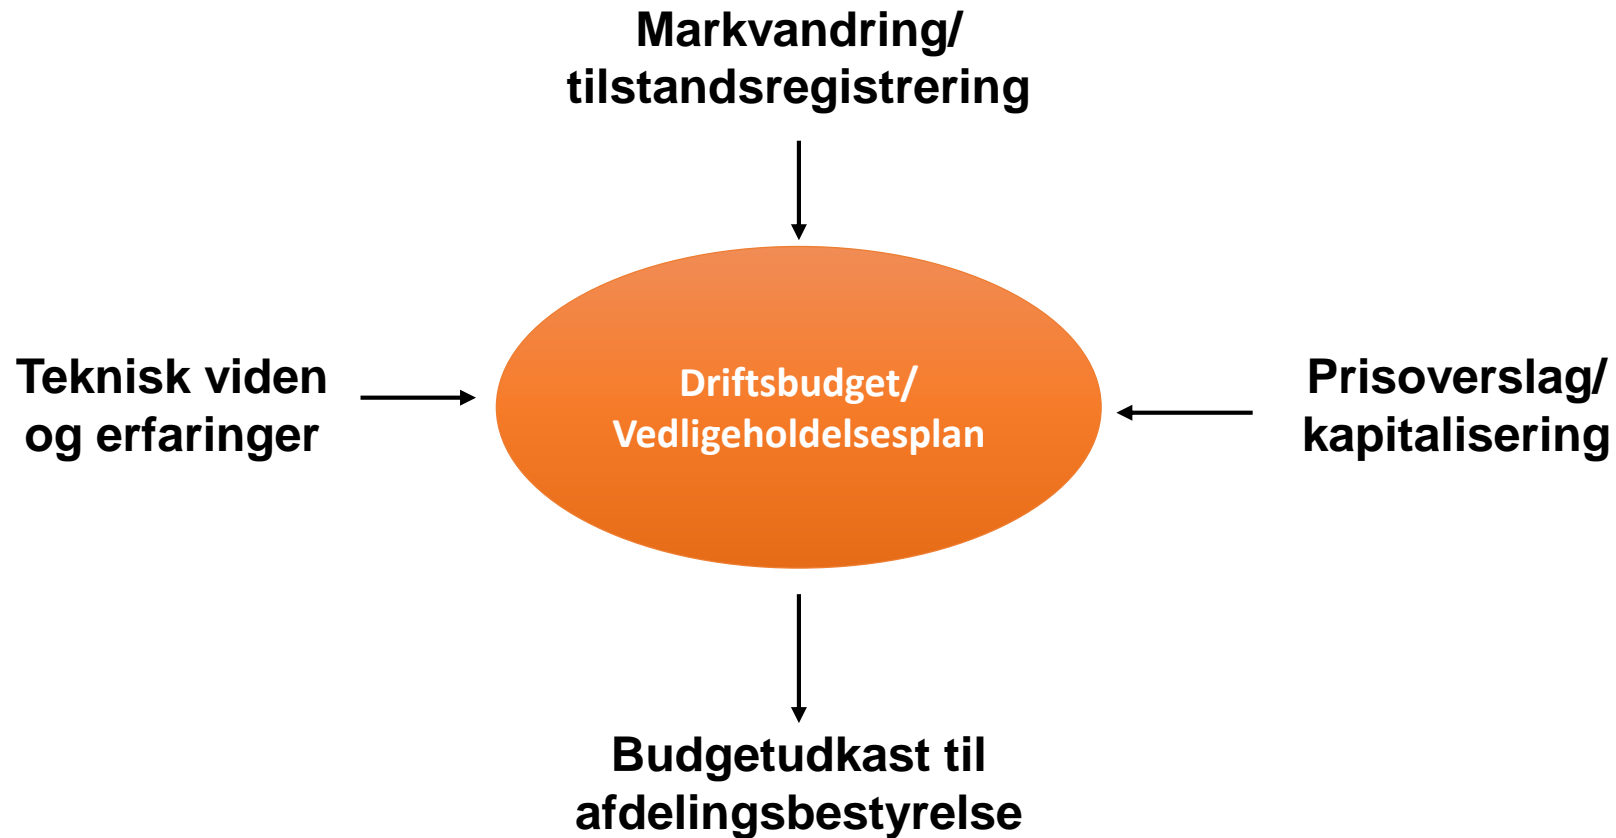 Markvandring/
tilstandsregistrering
Teknisk viden
og erfaringer
Driftsbudget/
Vedligeholdelsesplan
Prisoverslag/
kapitalisering
Budgetudkast til
afdelingsbestyrelse